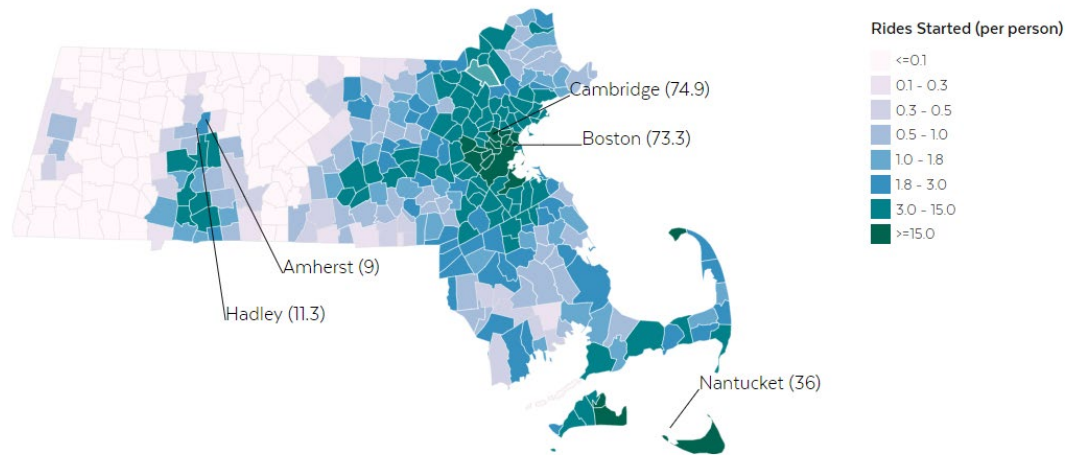 Rides Started (per person)
<=0.1
0.1 - 0.3
0.3 - 0.5
0.5 - 1.0
1.0 - 1.8
1.8 - 3.0
3.0 - 15.0
>=15.0
Cambridge (74.9)
Boston (73.3)
Amherst (9)
Hadley (11.3)
Nantucket (36)